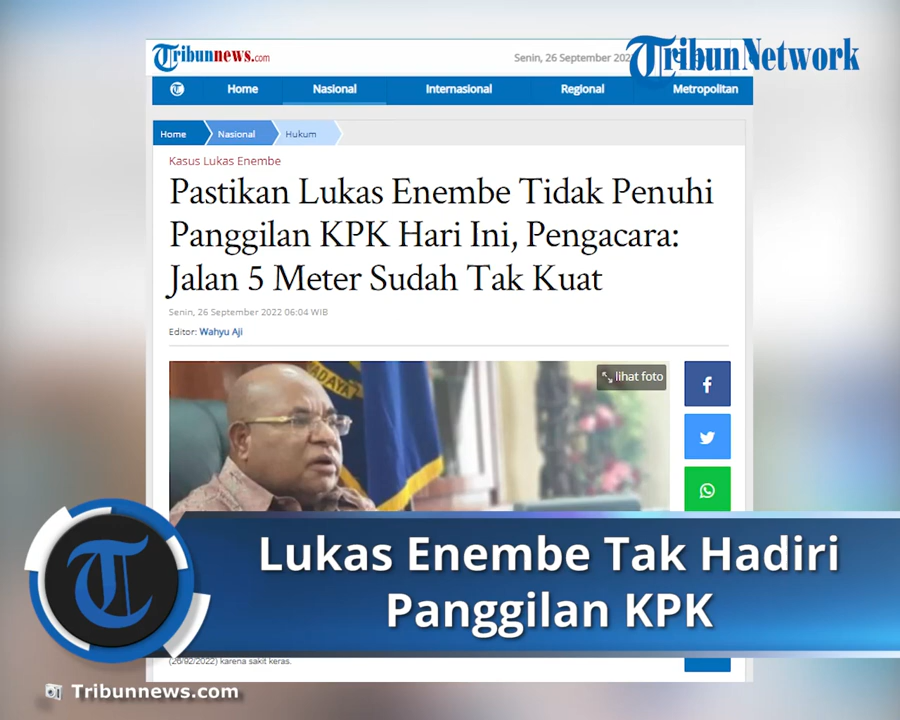 Tribunnews.com
Senin, 26 September 202
TribunNetwork
Home
Nasional
Internasional
Regional
Metropolitan
Home
Nasional
Hukum
Kasus Lukas Enembe
Pastikan Lukas Enembe Tidak Penuhi
Panggilan KPK Hari Ini, Pengacara:
Jalan 5 Meter Sudah Tak Kuat
Senin, 26 September 2022 06:04 WIB
Editor: Wahyu Aji
lihat foto
Lukas Enembe Tak Hadiri
Panggilan KPK
(26/92/2022) karena sakit keras.
Tribunnews.com